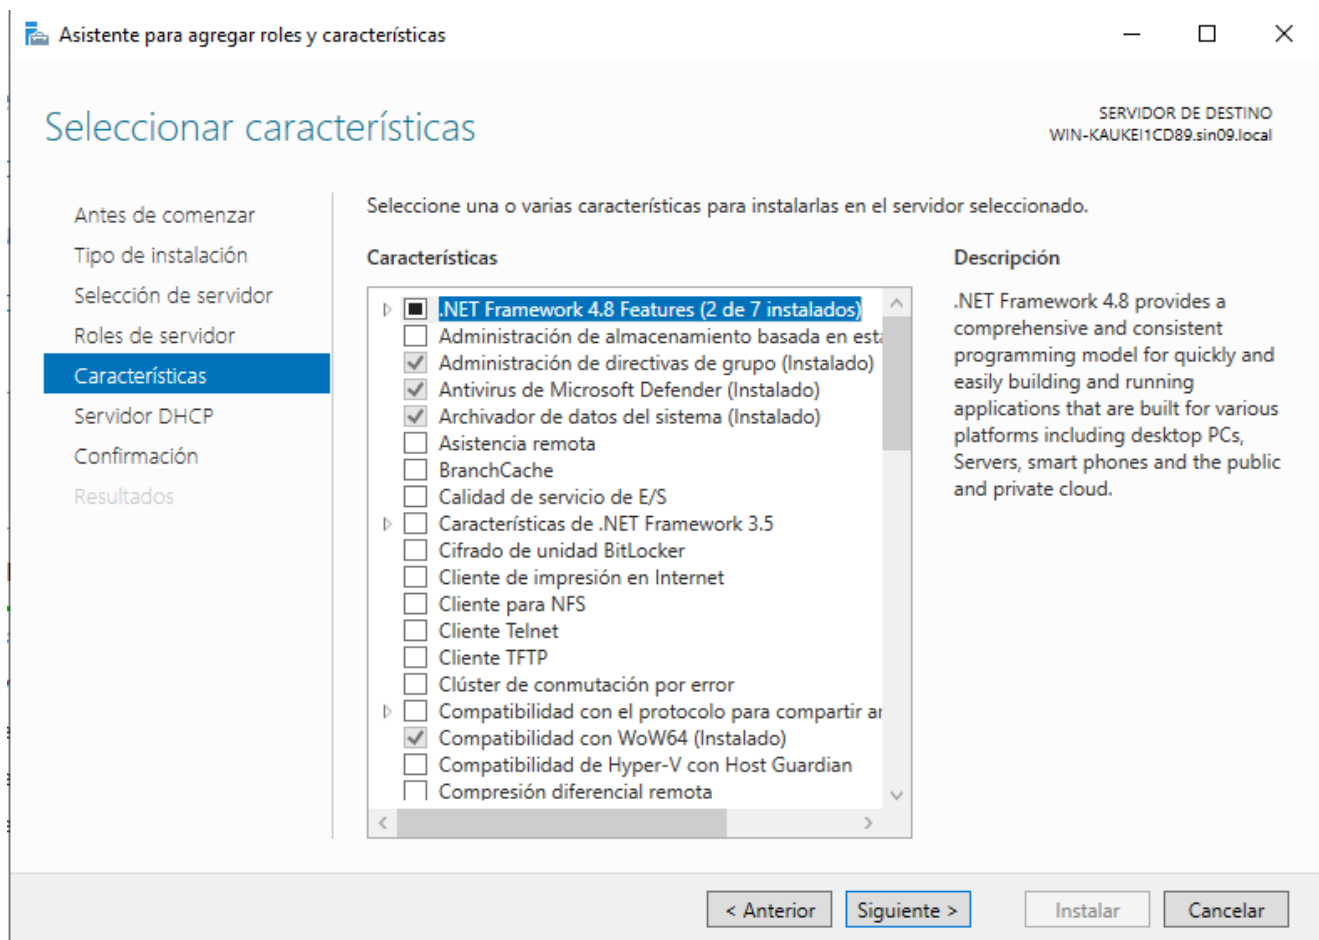 Asistente para agregar roles y características
Seleccionar características
SERVIDOR DE DESTINO
WIN-KAUKEI1CD89.sin09.local
Antes de comenzar
Tipo de instalación
Selección de servidor
Roles de servidor
Características
Servidor DHCP
Confirmación
Resultados
Seleccione una o varias características para instalarlas en el servidor seleccionado.
Características
.NET Framework 4.8 Features (2 de 7 instalados)
Administración de almacenamiento basada en está
Administración de directivas de grupo (Instalado)
Antivirus de Microsoft Defender (Instalado)
Archivador de datos del sistema (Instalado)
Asistencia remota
BranchCache
Calidad de servicio de E/S
Características de .NET Framework 3.5
Cifrado de unidad BitLocker
Cliente de impresión en Internet
Cliente para NFS
Cliente Telnet
Cliente TFTP
Clúster de conmutación por error
Compatibilidad con el protocolo para compartir ar
Compatibilidad con WoW64 (Instalado)
Compatibilidad de Hyper-V con Host Guardian
Compresión diferencial remota
Descripción
.NET Framework 4.8 provides a
comprehensive and consistent
programming model for quickly and
easily building and running
applications that are built for various
platforms including desktop PCs,
Servers, smart phones and the public
and private cloud.
< Anterior
Siguiente >
Instalar
Cancelar